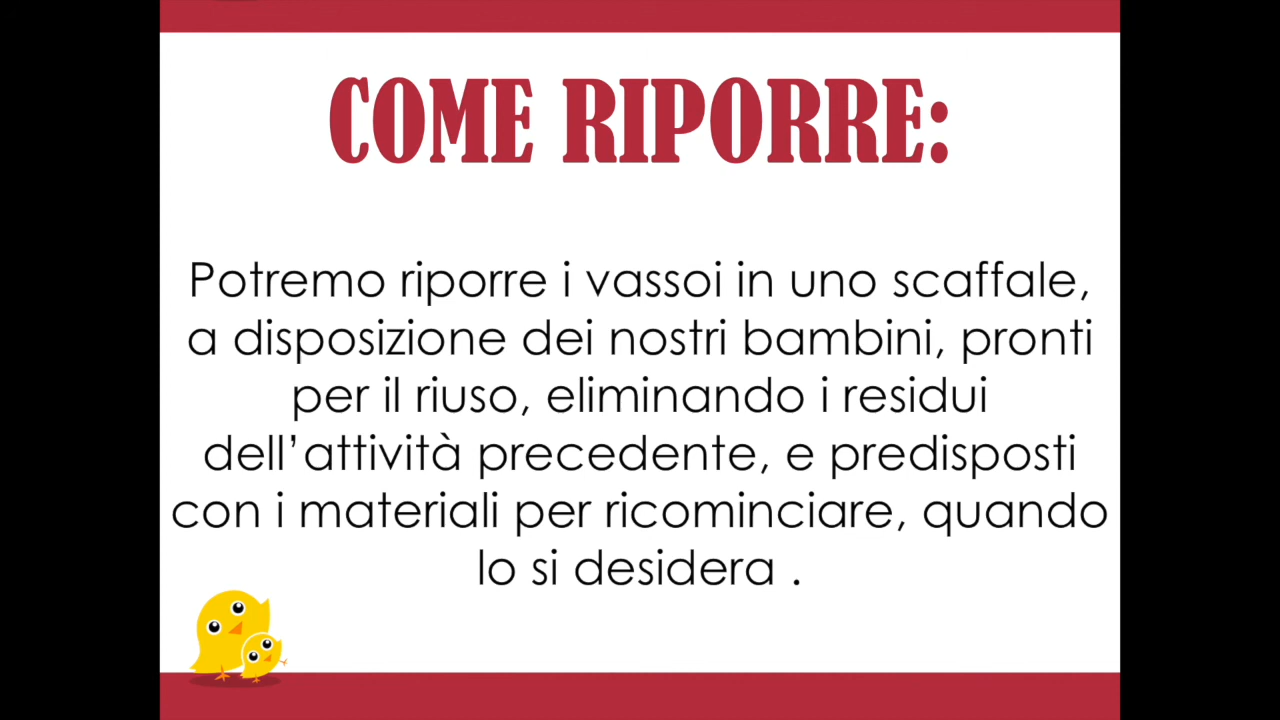 COME RIPORRE:
Potremo riporre i vassoi in uno scaffale,
a disposizione dei nostri bambini, pronti
per il riuso, eliminando i residui
dell’attività precedente, e predisposti
con i materiali per ricominciare, quando
lo si desidera .